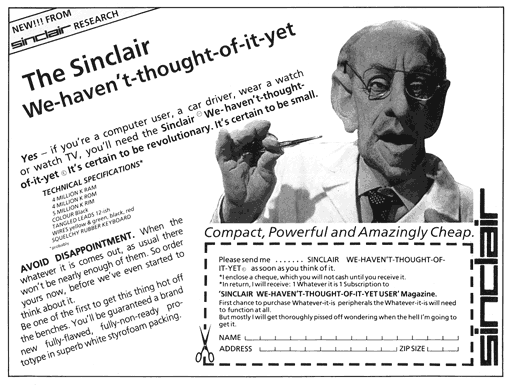 NEW!!! FROM
sinclair RESEARCH
The Sinclair
We-haven't-thought-of-it-yet
Yes – if you're a computer user, a car driver, wear a watch
or watch TV, you'll need the Sinclair © We-haven't-thought-
of-it-yet © It's certain to be revolutionary. It's certain to be small.
TECHNICAL SPECIFICATIONS*
4 MILLION K RAM
4 MILLION K ROM
5 MILLION K RIM
COLOUR Black
TANGLED LEADS 12-ish
WIRES yellow & green, black, red
SQUELCHY RUBBER KEYBOARD
*probably
AVOID DISAPPOINTMENT. When the
whatever it is comes out, as usual there
won't be nearly enough of them. So order
yours now, before we've even started to
think about it.
Be one of the first to get this thing hot off
the benches. You'll be guaranteed a brand
new fully-flawed, fully-non-ready pro-
totype in superb white styrofoam packing.
Compact, Powerful and Amazingly Cheap.
Please send me ....... SINCLAIR WE-HAVEN'T-THOUGHT-OF-
IT-YET© as soon as you think of it.
*I enclose a cheque, which you will not cash until you receive it.
*In return, I will receive: 1 Whatever it is 1 Subscription to
'SINCLAIR WE-HAVEN'T-THOUGHT-OF-IT-YET USER' Magazine.
First chance to purchase Whatever-it-is peripherals the Whatever-it-is will need
to function at all.
But mostly I will get thoroughly pissed off wondering when the hell I'm going to
get it.
NAME
ADDRESS ZIP SIZE
sinclair